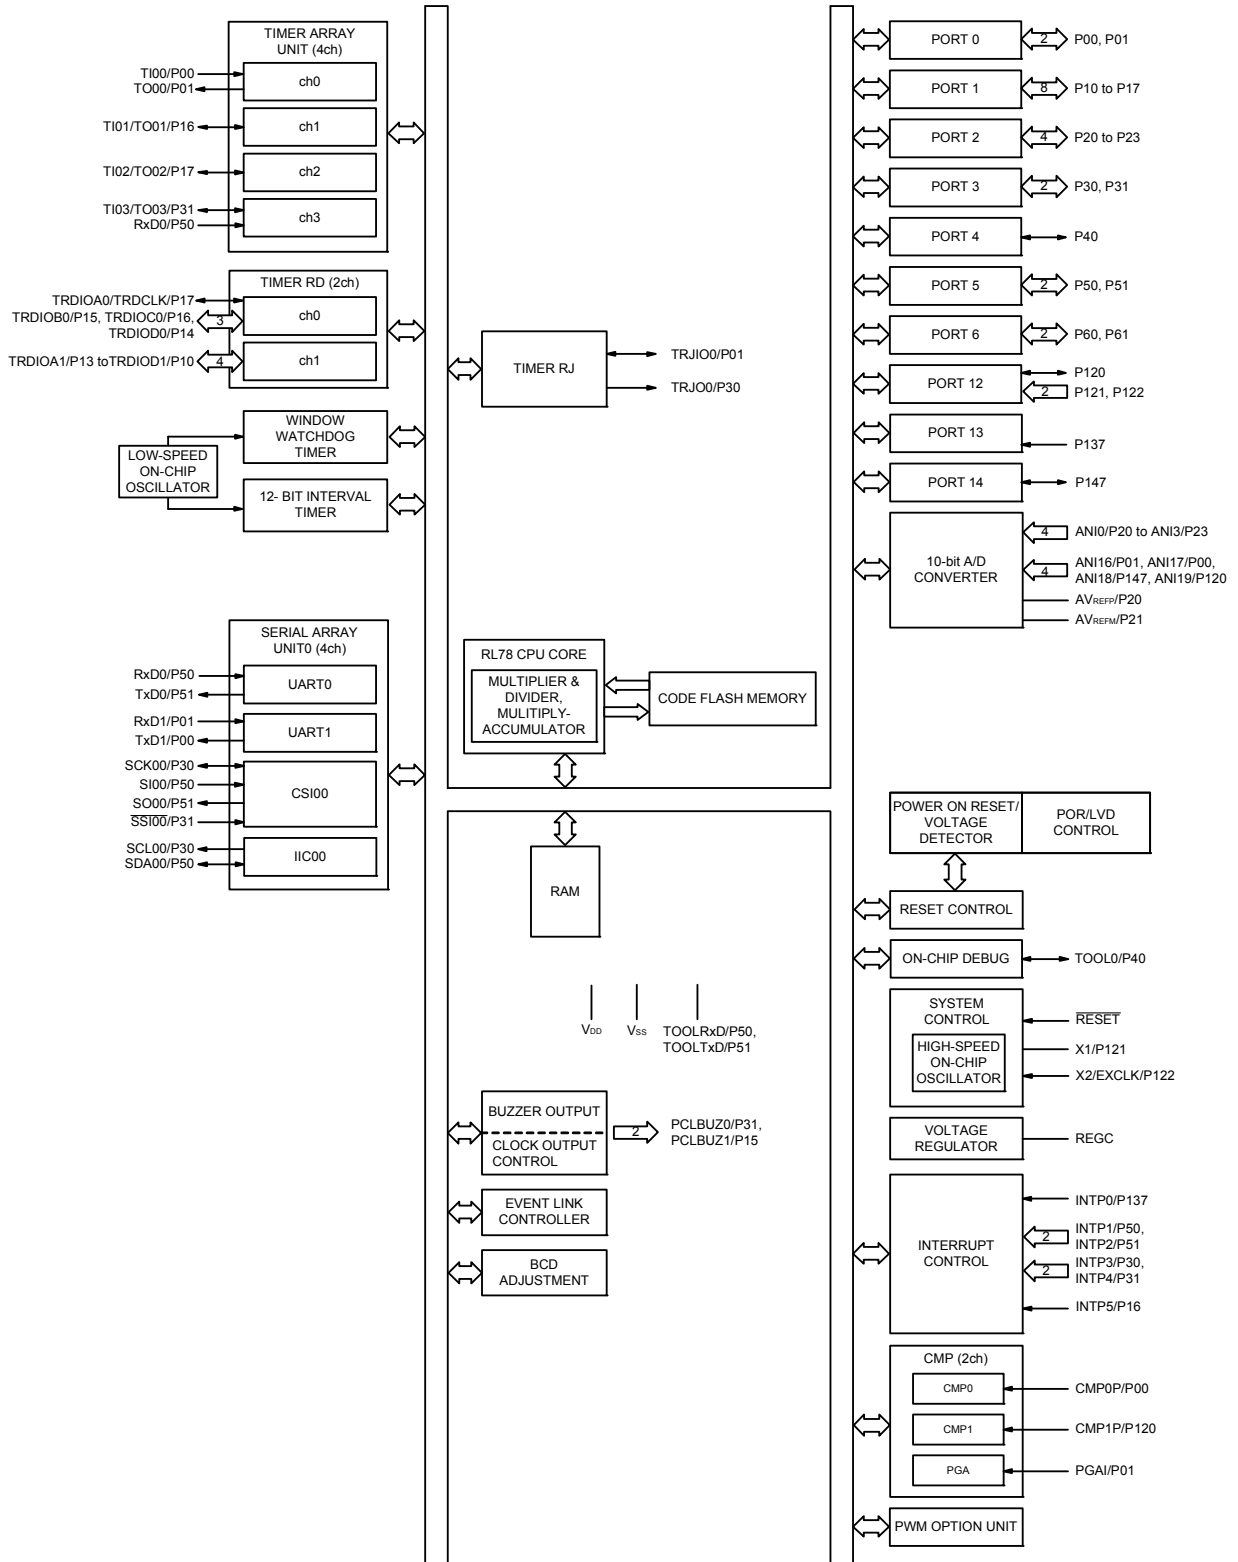 TIMER ARRAY
UNIT (4ch)
TI00/P00
TO00/P01
ch0
TI01/TO01/P16
ch1
TI02/TO02/P17
ch2
TI03/TO03/P31
RxD0/P50
ch3
TIMER RD (2ch)
TRDIOA0/TRDCLK/P17
TRDIOB0/P15, TRDIOC0/P16,
TRDIOD0/P14
3
ch0
TRDIOA1/P13 toTRDIOD1/P10
4
ch1
WINDOW
WATCHDOG
TIMER
LOW-SPEED
ON-CHIP
OSCILLATOR
12- BIT INTERVAL
TIMER
SERIAL ARRAY
UNIT0 (4ch)
RxD0/P50
TxD0/P51
UART0
RxD1/P01
TxD1/P00
UART1
SCK00/P30
SI00/P50
SO00/P51
SSI00/P31
CSI00
SCL00/P30
SDA00/P50
IIC00
TIMER RJ
TRJIO0/P01
TRJO0/P30
RL78 CPU CORE
MULTIPLIER &
DIVIDER,
MULITIPLY-
ACCUMULATOR
CODE FLASH MEMORY
RAM
VDD
VSS
TOOLRxD/P50,
TOOLTxD/P51
BUZZER OUTPUT
CLOCK OUTPUT
CONTROL
2
PCLBUZ0/P31,
PCLBUZ1/P15
EVENT LINK
CONTROLLER
BCD
ADJUSTMENT
PORT 0
2
P00, P01
PORT 1
8
P10 to P17
PORT 2
4
P20 to P23
PORT 3
2
P30, P31
PORT 4
P40
PORT 5
2
P50, P51
PORT 6
2
P60, P61
PORT 12
P120
2
P121, P122
PORT 13
P137
PORT 14
P147
10-bit A/D
CONVERTER
4
ANI0/P20 to ANI3/P23
4
ANI16/P01, ANI17/P00,
ANI18/P147, ANI19/P120
AVREFP/P20
AVREFM/P21
POWER ON RESET/
VOLTAGE
DETECTOR
POR/LVD
CONTROL
RESET CONTROL
ON-CHIP DEBUG
TOOL0/P40
SYSTEM
CONTROL
HIGH-SPEED
ON-CHIP
OSCILLATOR
RESET
X1/P121
X2/EXCLK/P122
VOLTAGE
REGULATOR
REGC
INTERRUPT
CONTROL
INTP0/P137
2
INTP1/P50,
INTP2/P51
2
INTP3/P30,
INTP4/P31
INTP5/P16
CMP (2ch)
CMP0
CMP0P/P00
CMP1
CMP1P/P120
PGA
PGAI/P01
PWM OPTION UNIT